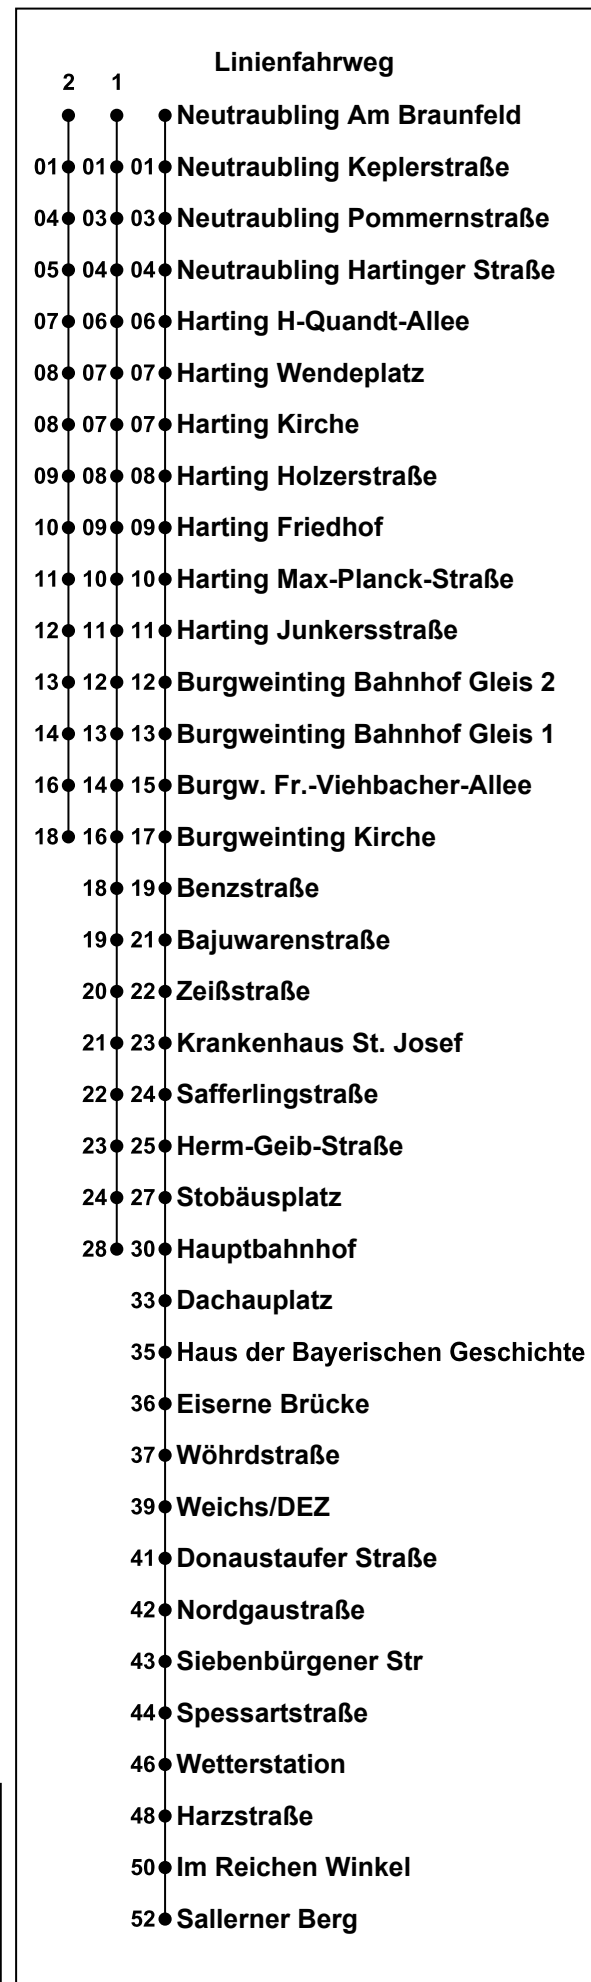 Linienfahrweg
2 1
Neutraubling Am Braunfeld
01 01 01 Neutraubling Keplerstraße
04 03 03 Neutraubling Pommernstraße
05 04 04 Neutraubling Hartinger Straße
07 06 06 Harting H-Quandt-Allee
08 07 07 Harting Wendeplatz
08 07 07 Harting Kirche
09 08 08 Harting Holzerstraße
10 09 09 Harting Friedhof
11 10 10 Harting Max-Planck-Straße
12 11 11 Harting Junkersstraße
13 12 12 Burgweinting Bahnhof Gleis 2
14 13 13 Burgweinting Bahnhof Gleis 1
16 14 15 Burgw. Fr.-Viehbacher-Allee
18 16 17 Burgweinting Kirche
18 19 Benzstraße
19 21 Bajuwarenstraße
20 22 Zeißstraße
21 23 Krankenhaus St. Josef
22 24 Safferlingstraße
23 25 Herm-Geib-Straße
24 27 Stobäusplatz
28 30 Hauptbahnhof
33 Dachauplatz
35 Haus der Bayerischen Geschichte
36 Eiserne Brücke
37 Wöhrdstraße
39 Weichs/DEZ
41 Donaustaufer Straße
42 Nordgaustraße
43 Siebenbürgener Str
44 Spessartstraße
46 Wetterstation
48 Harzstraße
50 Im Reichen Winkel
52 Sallerner Berg